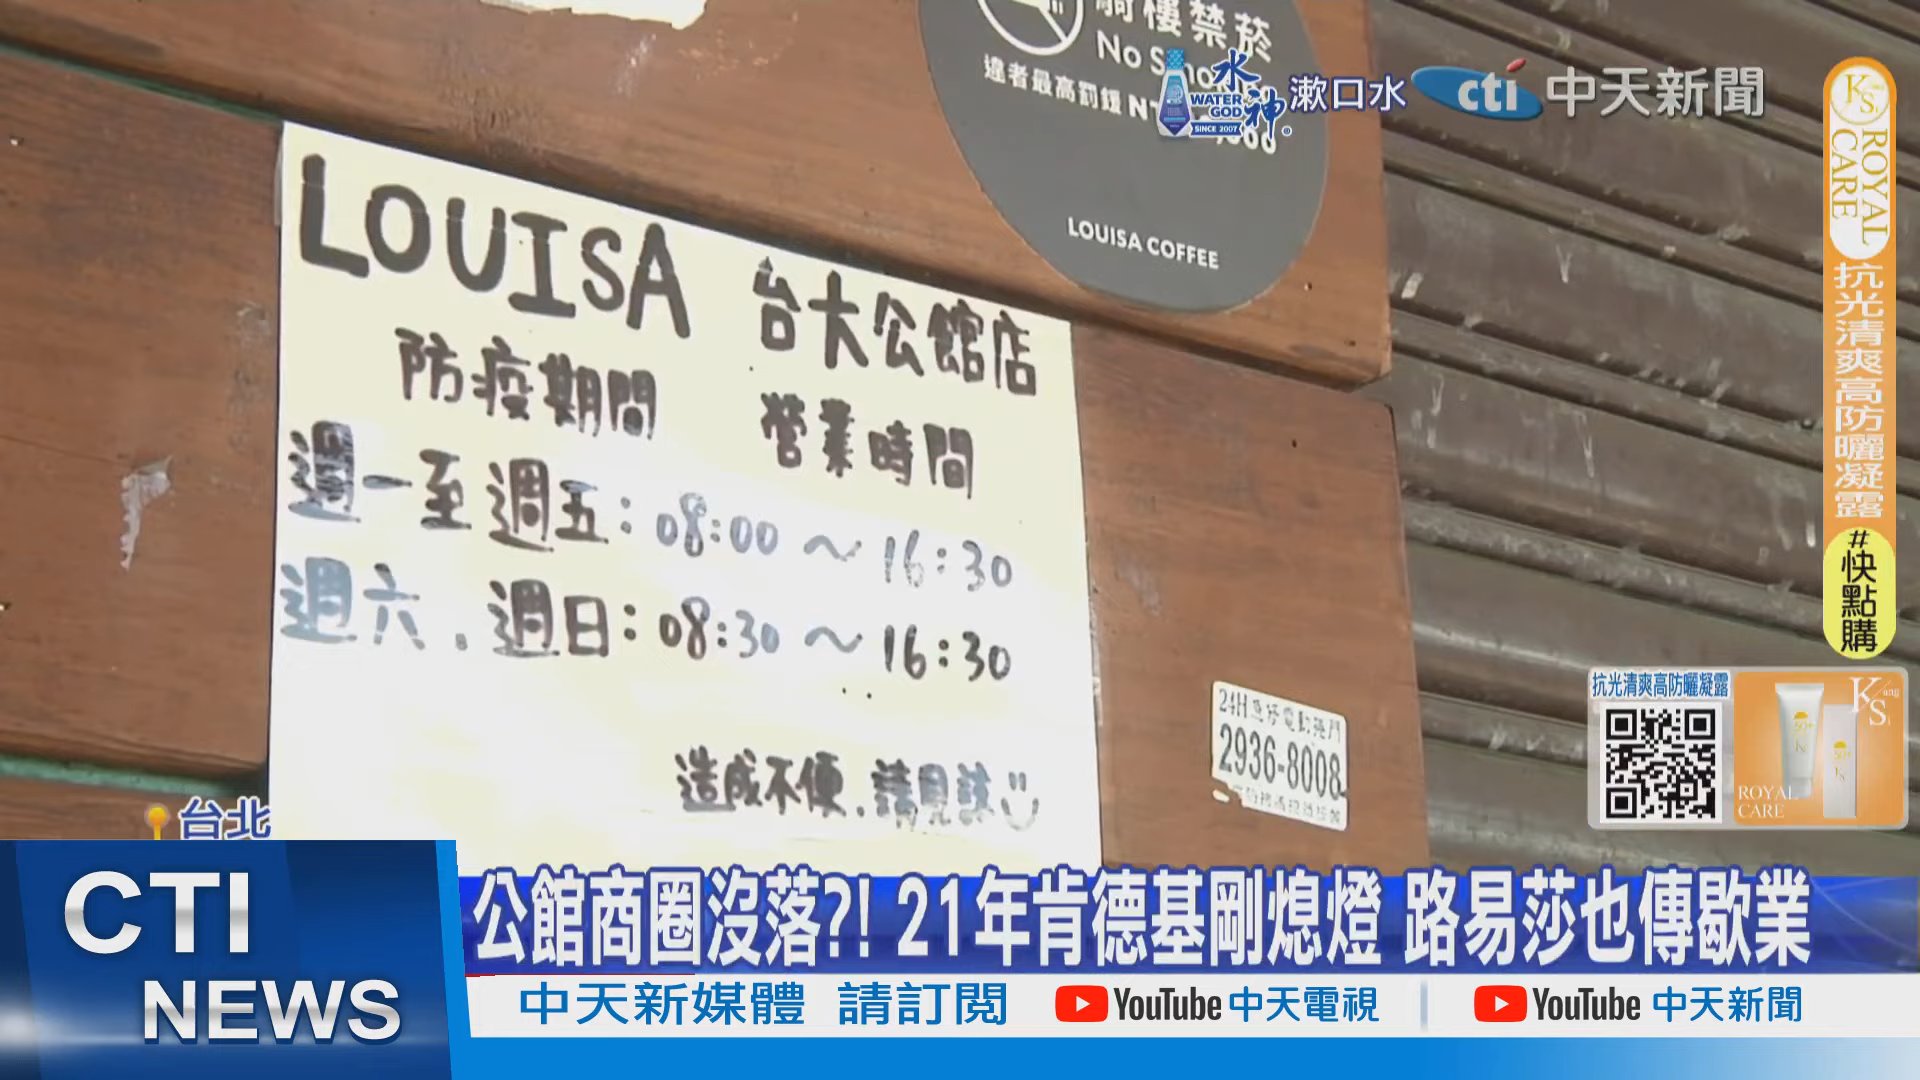 騎樓禁菸
違者最高罰鍰
LOUISA COFFEE
水神
WATER GOD
SINCE 2007
漱口水
cti 中天新聞
LOUISA 台大公館店
防疫期間 營業時間
週一至週五：08:00 ～ 16:30
週六、週日：08:30 ～ 16:30
造成不便，請見諒
2936-8008
KS
ROYAL CARE
抗光清爽高防曬凝露
#快點購
抗光清爽高防曬凝露
KS
ROYAL CARE
台北
CTI NEWS
公館商圈沒落?! 21年肯德基剛熄燈 路易莎也傳歇業
中天新媒體 請訂閱 YouTube 中天電視 YouTube 中天新聞